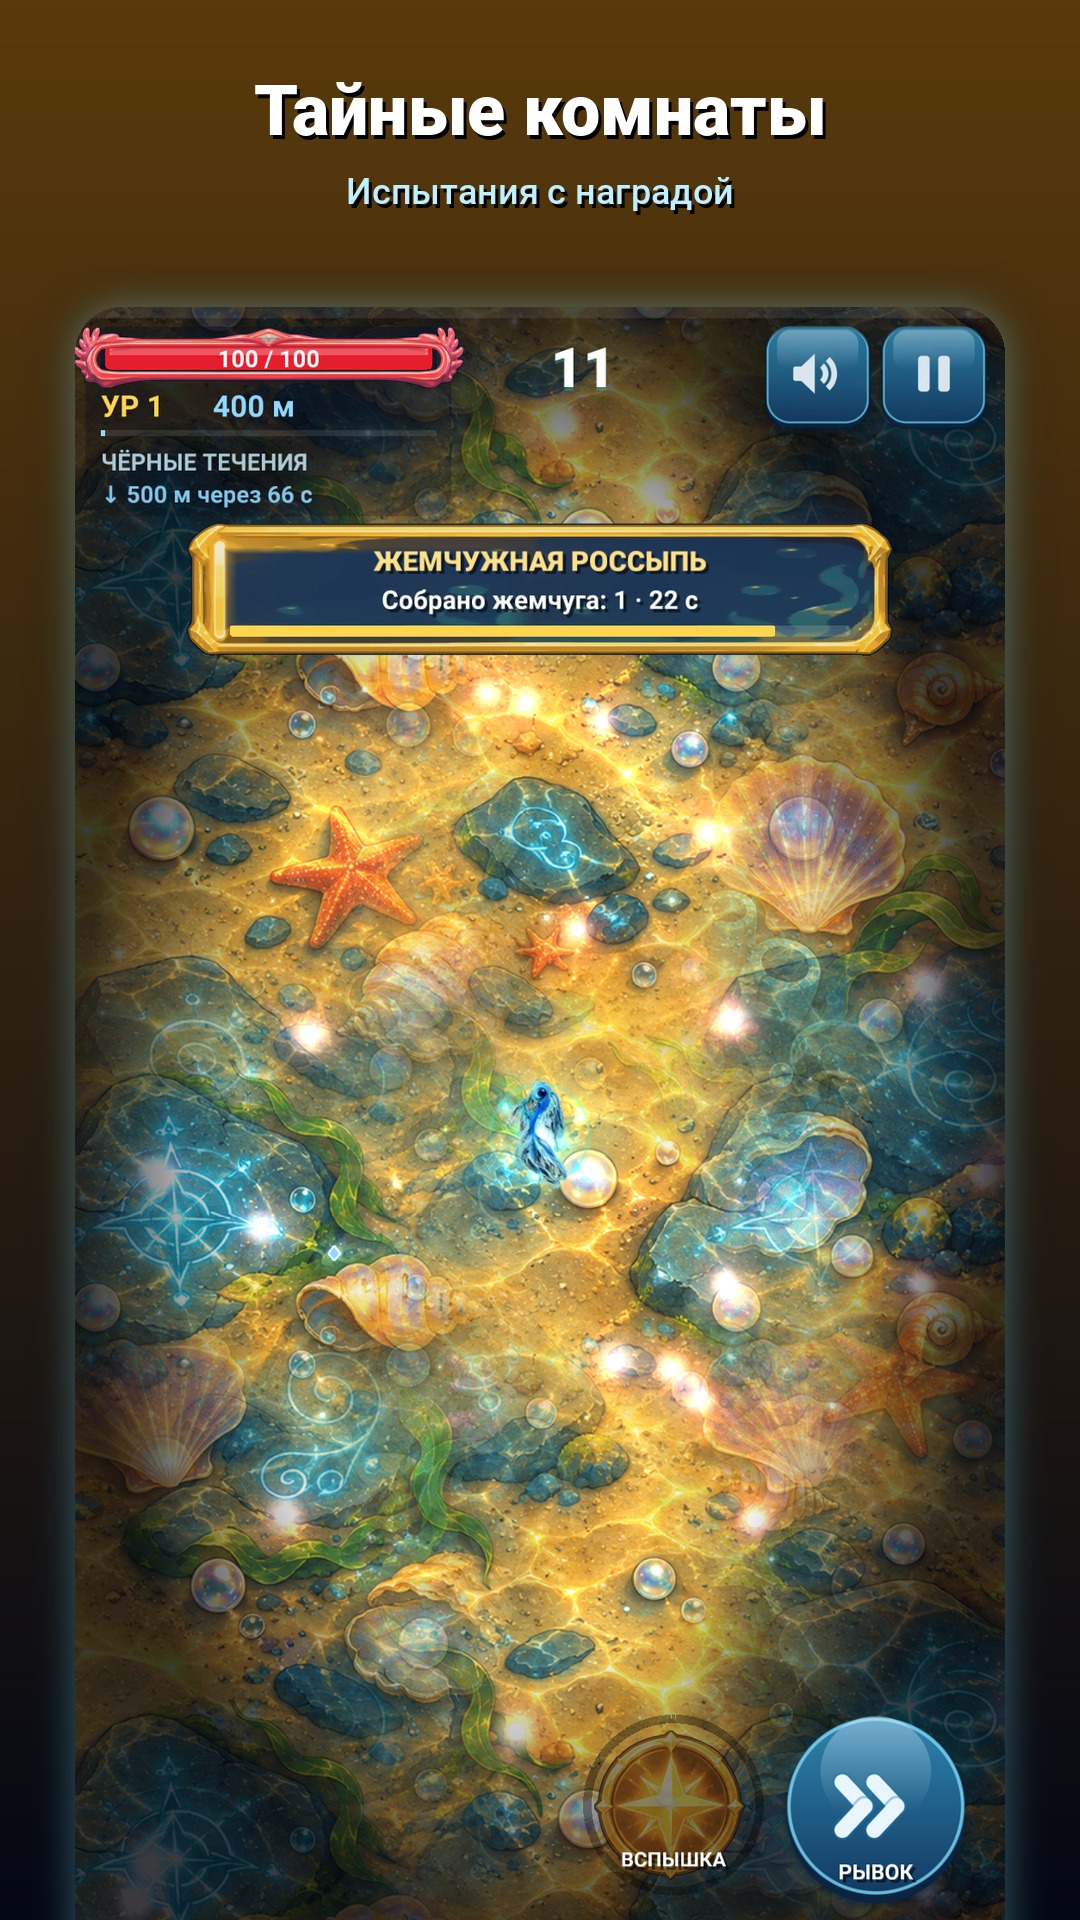 Тайные комнаты
Испытания с наградой
100 / 100
11
УР 1 400 м
ЧЁРНЫЕ ТЕЧЕНИЯ
↓ 500 м через 66 с
ЖЕМЧУЖНАЯ РОССЫПЬ
Собрано жемчуга: 1 · 22 с
ВСПЫШКА
РЫВОК